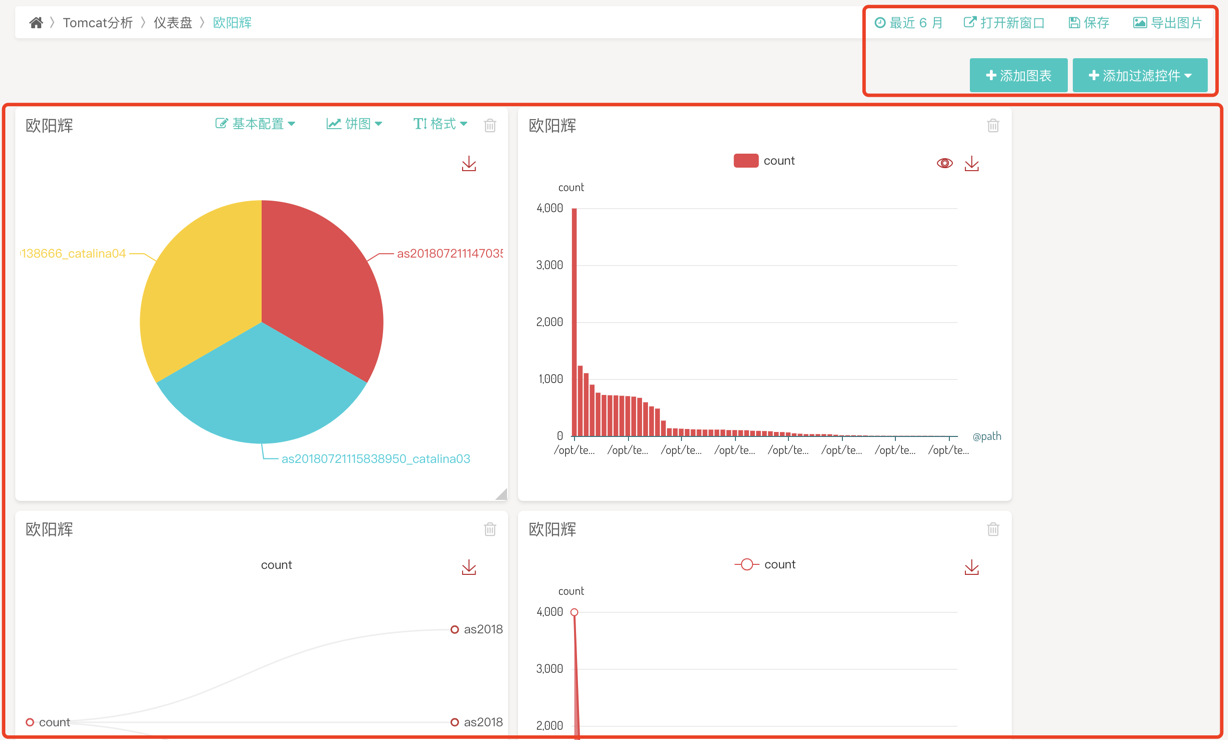 Tomcat分析 〉 仪表盘 〉 欧阳辉
最近 6 月 打开新窗口 保存 导出图片
添加图表 添加过滤控件
欧阳辉 基本配置 饼图 TI 格式
138666_catalina04
as201807211147035
as20180721115838950_catalina03
欧阳辉
count
count
4,000
3,000
2,000
1,000
0
@path
/opt/te... /opt/te... /opt/te... /opt/te... /opt/te... /opt/te... /opt/te... /opt/te...
欧阳辉
count
as2018
count
as2018
欧阳辉
count
count
4,000
3,000
2,000